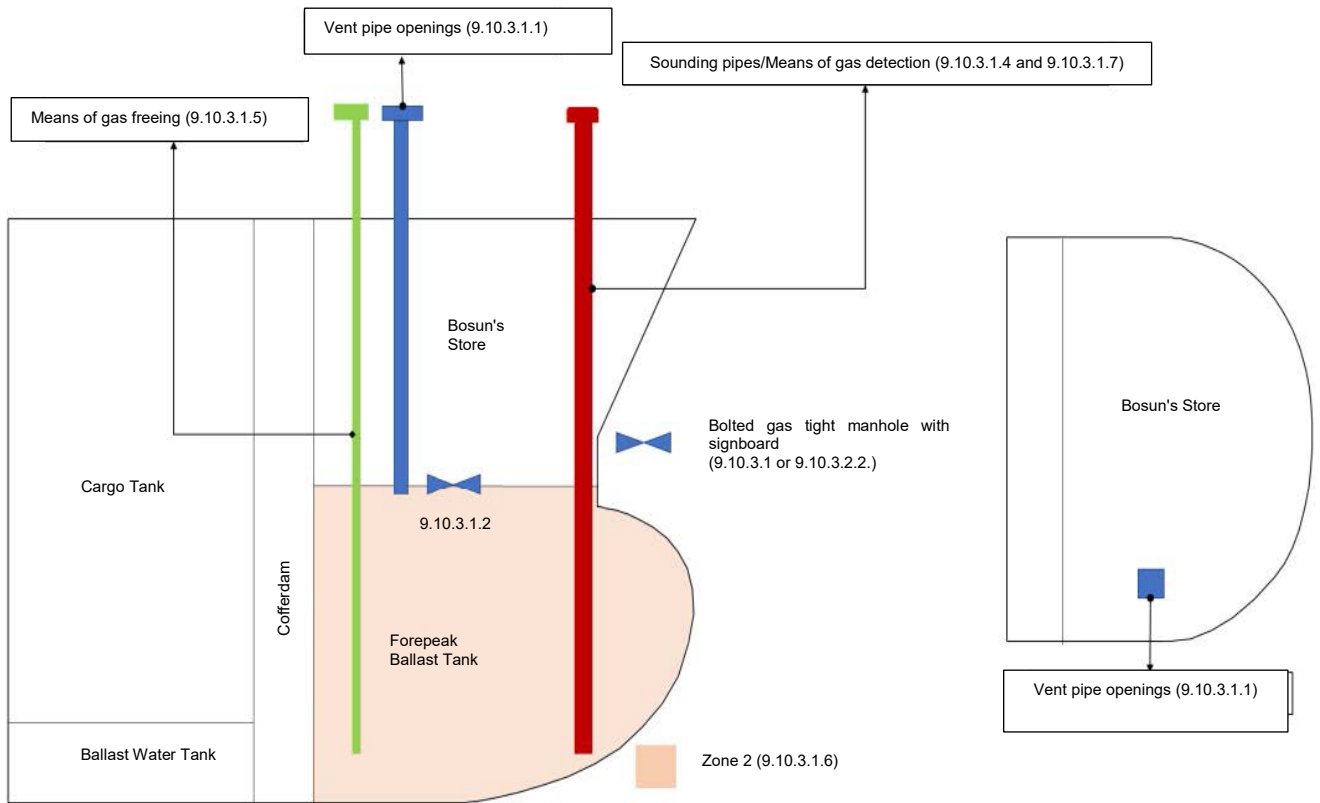 Vent pipe openings (9.10.3.1.1)
Sounding pipes/Means of gas detection (9.10.3.1.4 and 9.10.3.1.7)
Means of gas freeing (9.10.3.1.5)
Bosun's
Store
Bosun's Store
Bolted gas tight manhole with
signboard
(9.10.3.1 or 9.10.3.2.2.)
Cargo Tank
9.10.3.1.2
Cofferdam
Forepeak
Ballast Tank
Vent pipe openings (9.10.3.1.1)
Ballast Water Tank
Zone 2 (9.10.3.1.6)